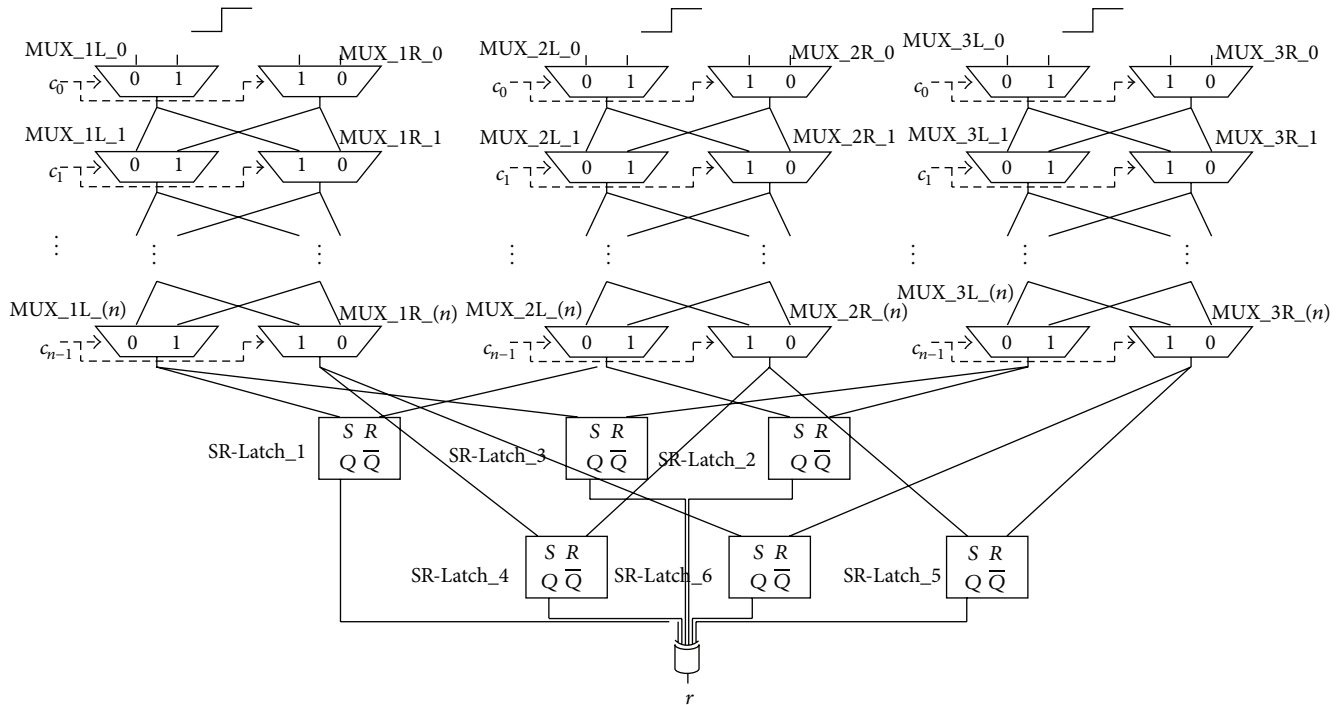 MUX_1L_0 MUX_1R_0 MUX_2L_0 MUX_2R_0 MUX_3L_0 MUX_3R_0
c0 0 1 1 0 c0 0 1 1 0 c0 0 1 1 0
MUX_1L_1 MUX_1R_1 MUX_2L_1 MUX_2R_1 MUX_3L_1 MUX_3R_1
c1 0 1 1 0 c1 0 1 1 0 c1 0 1 1 0
⋮ ⋮ ⋮ ⋮ ⋮ ⋮ ⋮ ⋮ ⋮
MUX_1L_(n) MUX_1R_(n) MUX_2L_(n) MUX_2R_(n) MUX_3L_(n) MUX_3R_(n)
cn−1 0 1 1 0 cn−1 0 1 1 0 cn−1 0 1 1 0
S R S R S R
SR-Latch_1 SR-Latch_3 SR-Latch_2
Q Q̅ Q Q̅ Q Q̅
S R S R S R
SR-Latch_4 SR-Latch_6 SR-Latch_5
Q Q̅ Q Q̅ Q Q̅
r